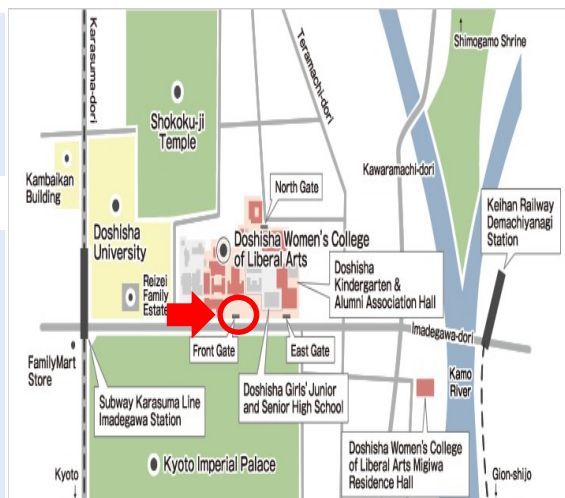 Karasuma-dori
Teramachi-dori
Shimogamo Shrine
Shokoku-ji
Temple
Kambaikan
Building
North Gate
Kawaramachi-dori
Keihan Railway
Demachiyanagi
Station
Doshisha
University
Doshisha Women's College
of Liberal Arts
Doshisha
Kindergarten &
Alumni Association Hall
Reizei
Family
Estate
Imadegawa-dori
Front Gate
East Gate
FamilyMart
Store
Subway Karasuma Line
Imadegawa Station
Doshisha Girls' Junior
and Senior High School
Kamo
River
Doshisha Women's College
of Liberal Arts Migiwa
Residence Hall
Kyoto Imperial Palace
Kyoto
Gion-shijo